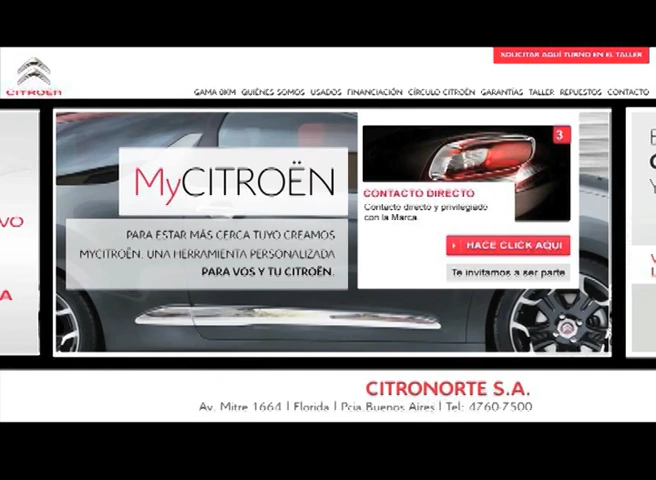 SOLICITAR AQUÍ TURNO EN EL TALLER
CITROËN
GAMA 0KM QUIÉNES SOMOS USADOS FINANCIACIÓN CÍRCULO CITROËN GARANTÍAS TALLER REPUESTOS CONTACTO
VO
A
MyCITROËN
PARA ESTAR MÁS CERCA TUYO CREAMOS
MYCITROËN. UNA HERRAMIENTA PERSONALIZADA
PARA VOS Y TU CITROËN.
3
CONTACTO DIRECTO
Contacto directo y privilegiado
con la Marca
HACE CLICK AQUI
Te invitamos a ser parte
CITRONORTE S.A.
Av. Mitre 1664 | Florida | Pcia.Buenos Aires | Tel: 4760-7500